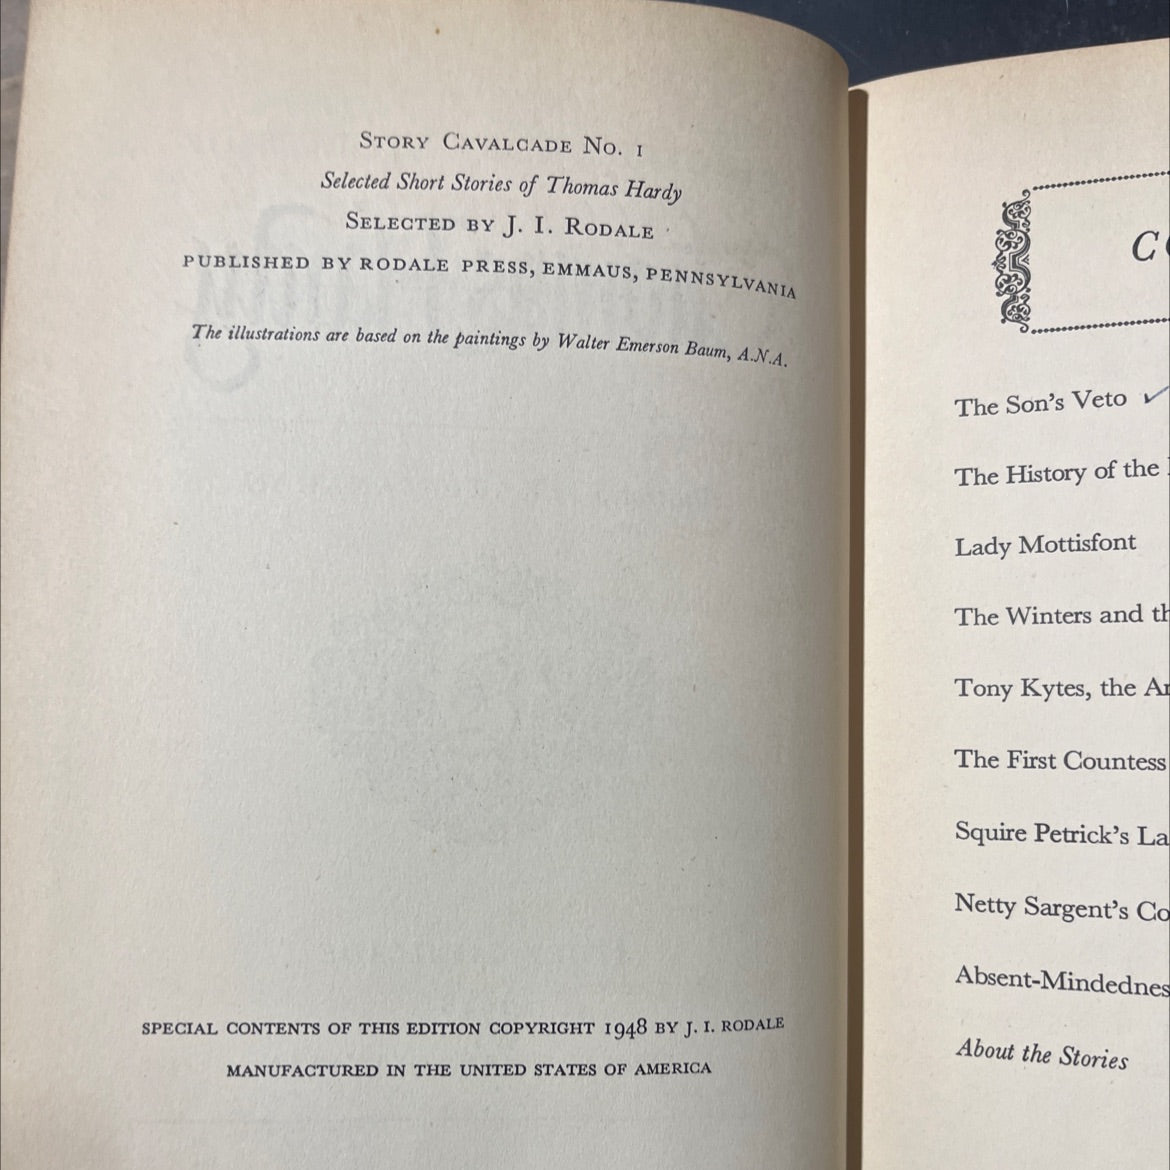 Story Cavalcade No. 1
Selected Short Stories of Thomas Hardy
Selected by J. I. Rodale
PUBLISHED BY RODALE PRESS, EMMAUS, PENNSYLVANIA
The illustrations are based on the paintings by Walter Emerson Baum, A.N.A.
SPECIAL CONTENTS OF THIS EDITION COPYRIGHT 1948 BY J. I. RODALE
MANUFACTURED IN THE UNITED STATES OF AMERICA
The Son's Veto
The History of the
Lady Mottisfont
The Winters and
Tony Kytes, the
The First Countess
Squire Petrick's
Netty Sargent's
About the Stories